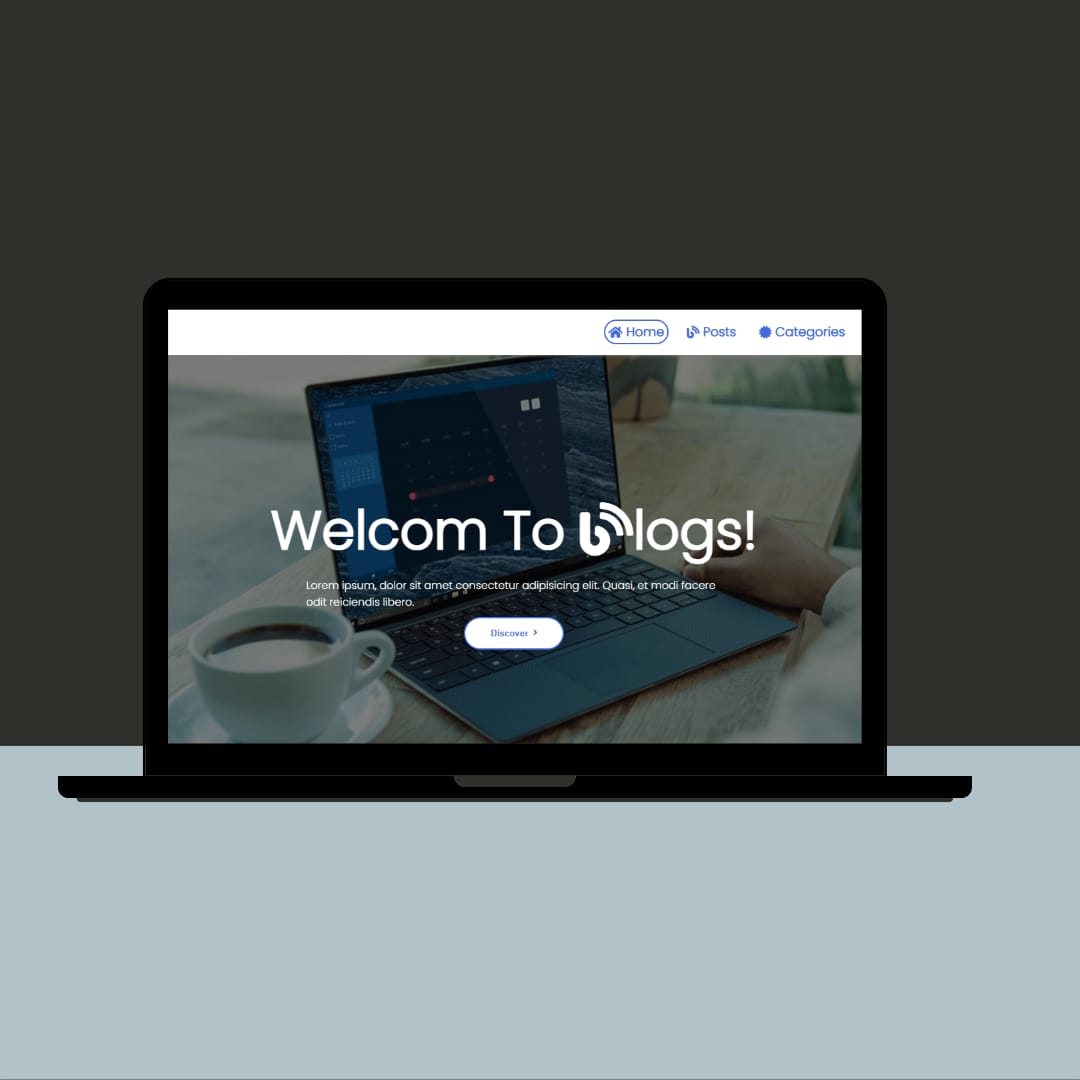 Home Posts Categories
Welcom To blogs!
Lorem ipsum, dolor sit amet consectetur adipisicing elit. Quasi, et modi facere
odit reiciendis libero.
Discover